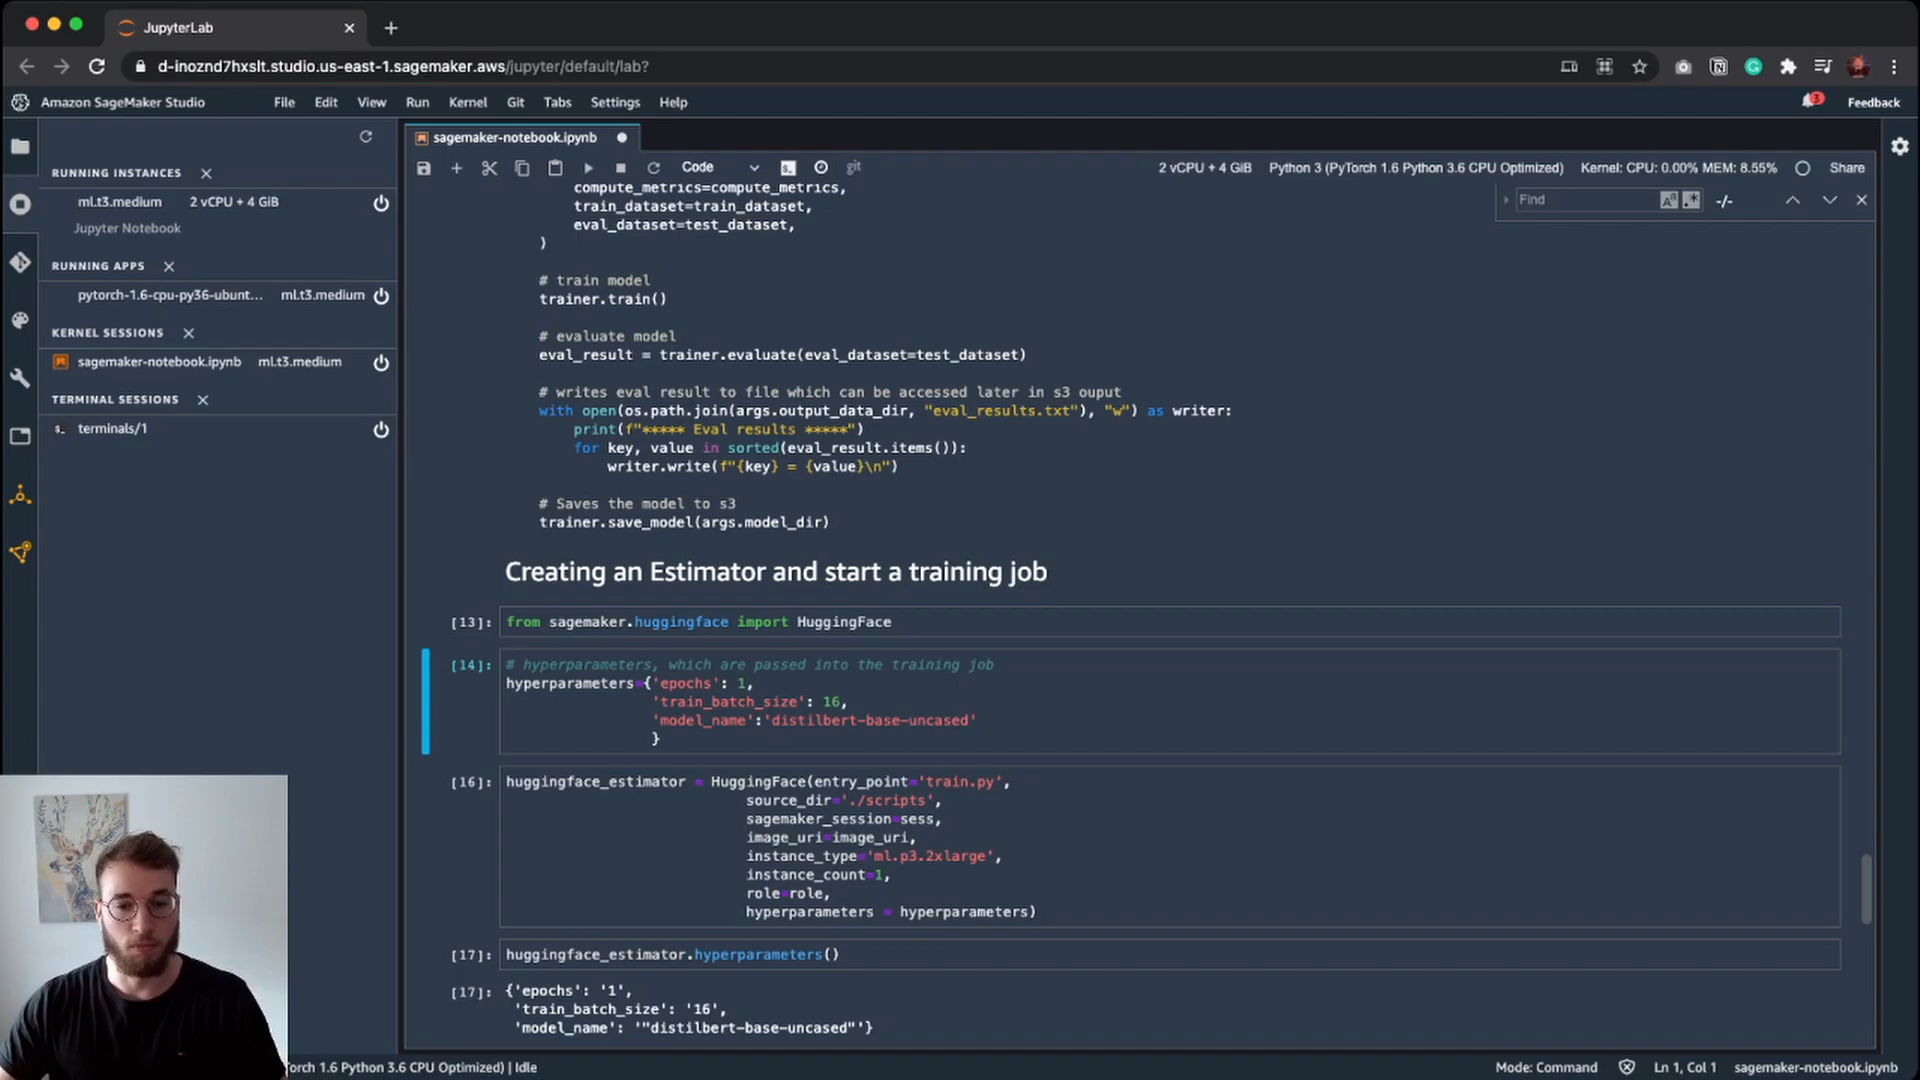 JupyterLab
d-inoznd7hxslt.studio.us-east-1.sagemaker.aws/jupyter/default/lab?
Amazon SageMaker Studio File Edit View Run Kernel Git Tabs Settings Help 3 Feedback
RUNNING INSTANCES
ml.t3.medium 2 vCPU + 4 GiB
Jupyter Notebook
RUNNING APPS
pytorch-1.6-cpu-py36-ubunt... ml.t3.medium
KERNEL SESSIONS
sagemaker-notebook.ipynb ml.t3.medium
TERMINAL SESSIONS
$_ terminals/1
sagemaker-notebook.ipynb
Code git 2 vCPU + 4 GiB Python 3 (PyTorch 1.6 Python 3.6 CPU Optimized) Kernel: CPU: 0.00% MEM: 8.55% Share
Find -/-
compute_metrics=compute_metrics,
train_dataset=train_dataset,
eval_dataset=test_dataset,
)
# train model
trainer.train()
# evaluate model
eval_result = trainer.evaluate(eval_dataset=test_dataset)
# writes eval result to file which can be accessed later in s3 ouput
with open(os.path.join(args.output_data_dir, "eval_results.txt"), "w") as writer:
print(f"***** Eval results *****")
for key, value in sorted(eval_result.items()):
writer.write(f"{key} = {value}\n")
# Saves the model to s3
trainer.save_model(args.model_dir)
Creating an Estimator and start a training job
[13]: from sagemaker.huggingface import HuggingFace
[14]: # hyperparameters, which are passed into the training job
hyperparameters={'epochs': 1,
'train_batch_size': 16,
'model_name':'distilbert-base-uncased'
}
[16]: huggingface_estimator = HuggingFace(entry_point='train.py',
source_dir='./scripts',
sagemaker_session=sess,
image_uri=image_uri,
instance_type='ml.p3.2xlarge',
instance_count=1,
role=role,
hyperparameters = hyperparameters)
[17]: huggingface_estimator.hyperparameters()
[17]: {'epochs': '1',
'train_batch_size': '16',
'model_name': '"distilbert-base-uncased"'}
orch 1.6 Python 3.6 CPU Optimized) | Idle Mode: Command Ln 1, Col 1 sagemaker-notebook.ipynb